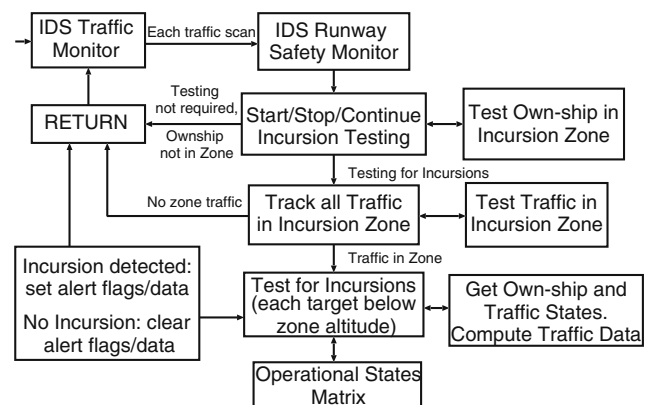 IDS Traffic
Monitor
Each traffic scan
IDS Runway
Safety Monitor
Testing
not required,
Ownship
not in Zone
RETURN
Start/Stop/Continue
Incursion Testing
Test Own-ship in
Incursion Zone
Testing for Incursions
No zone traffic
Track all Traffic
in Incursion Zone
Test Traffic in
Incursion Zone
Traffic in Zone
Incursion detected:
set alert flags/data
No Incursion: clear
alert flags/data
Test for Incursions
(each target below
zone altitude)
Get Own-ship and
Traffic States.
Compute Traffic Data
Operational States
Matrix